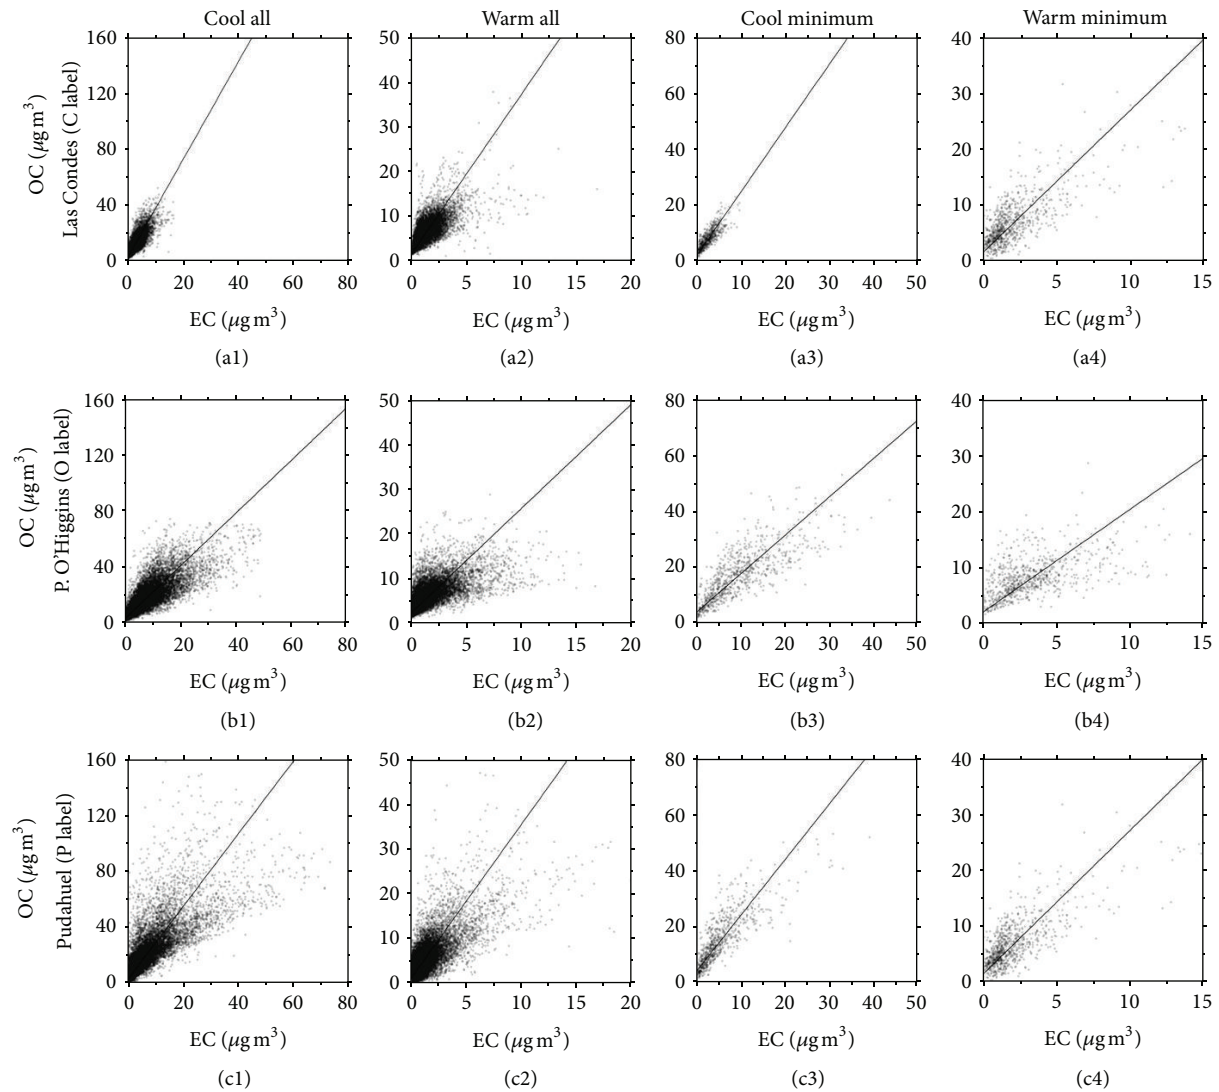 Cool all
Warm all
Cool minimum
Warm minimum
OC (μg m³)
Las Condes (C label)
160
120
80
40
0
0 20 40 60 80
EC (μg m³)
(a1)
50
40
30
20
10
0
0 5 10 15 20
EC (μg m³)
(a2)
80
60
40
20
0
0 10 20 30 40 50
EC (μg m³)
(a3)
40
30
20
10
0
0 5 10 15
EC (μg m³)
(a4)
OC (μg m³)
P. O'Higgins (O label)
160
120
80
40
0
0 20 40 60 80
EC (μg m³)
(b1)
50
40
30
20
10
0
0 5 10 15 20
EC (μg m³)
(b2)
80
60
40
20
0
0 10 20 30 40 50
EC (μg m³)
(b3)
40
30
20
10
0
0 5 10 15
EC (μg m³)
(b4)
OC (μg m³)
Pudahuel (P label)
160
120
80
40
0
0 20 40 60 80
EC (μg m³)
(c1)
50
40
30
20
10
0
0 5 10 15 20
EC (μg m³)
(c2)
80
60
40
20
0
0 10 20 30 40 50
EC (μg m³)
(c3)
40
30
20
10
0
0 5 10 15
EC (μg m³)
(c4)